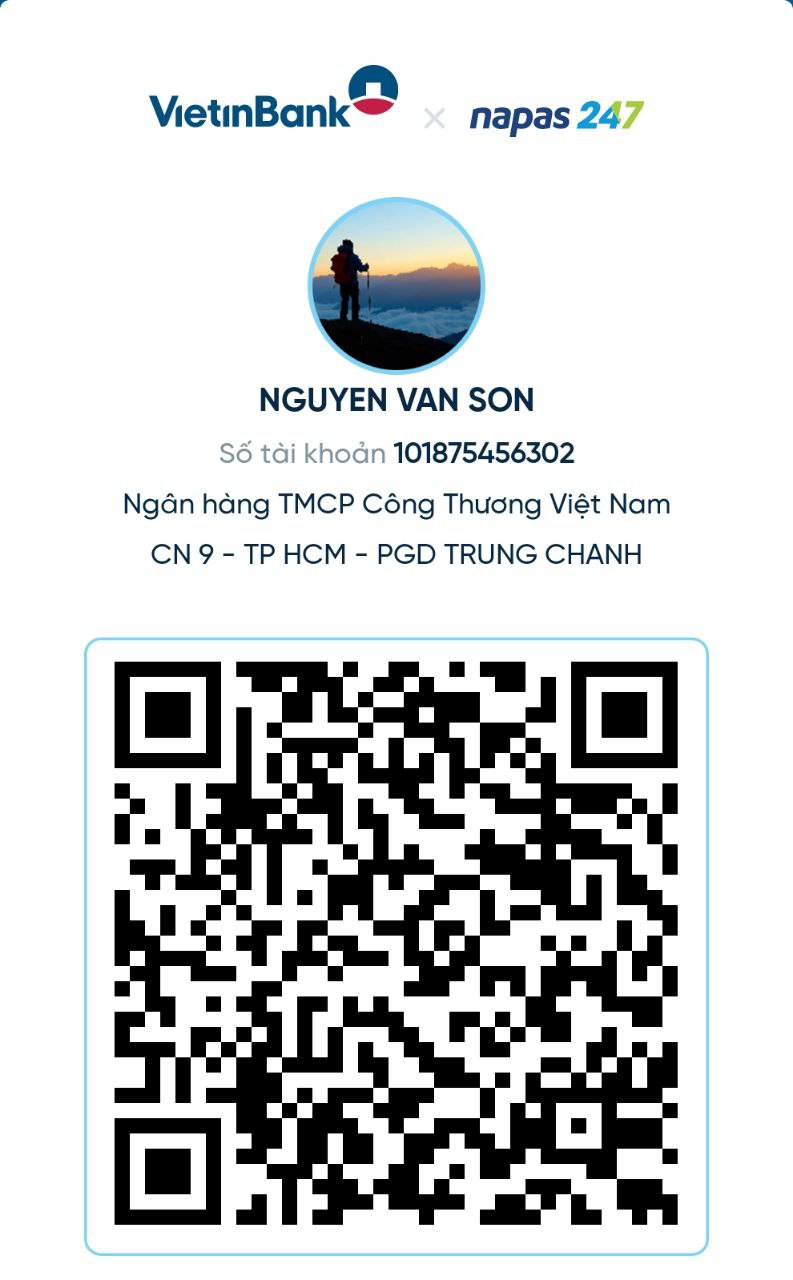 VietinBank × napas 247
NGUYEN VAN SON
Số tài khoản 101875456302
Ngân hàng TMCP Công Thương Việt Nam
CN 9 - TP HCM - PGD TRUNG CHANH